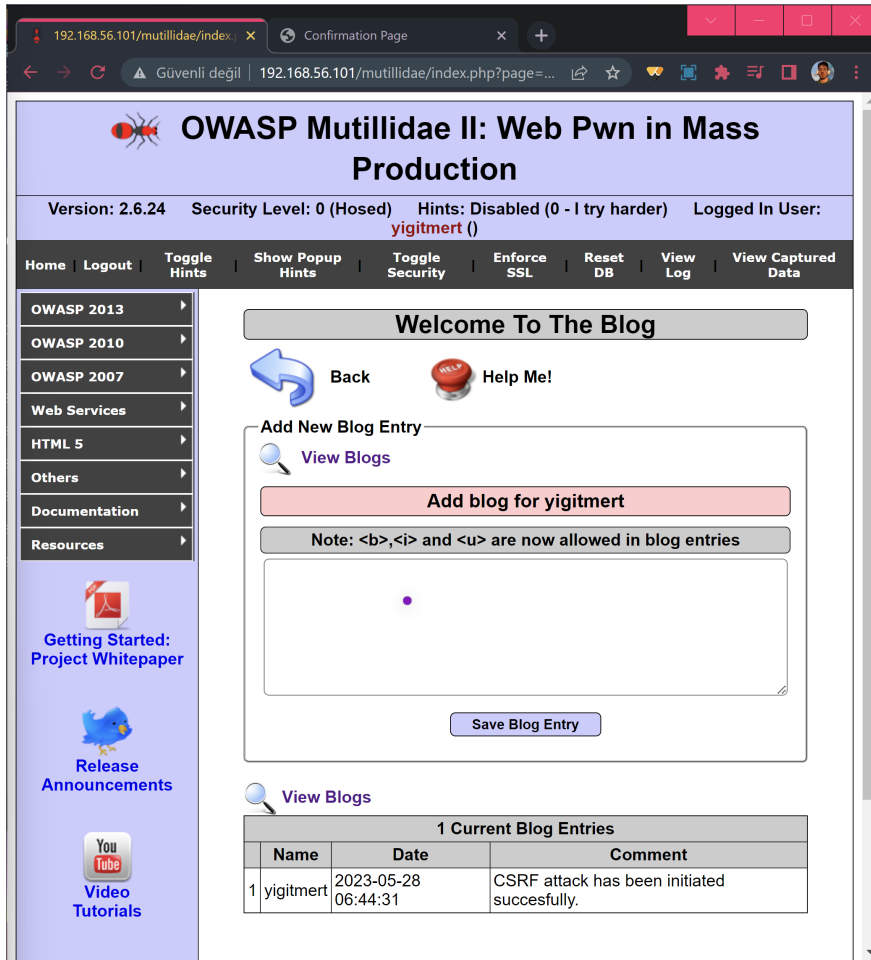 192.168.56.101/mutillidae/index.
Confirmation Page
Güvenli değil
192.168.56.101/mutillidae/index.php?page=...
OWASP Mutillidae II: Web Pwn in Mass
Production
Version: 2.6.24 Security Level: 0 (Hosed) Hints: Disabled (0 - I try harder) Logged In User:
yigitmert ()
Home
Logout
Toggle
Hints
Show Popup
Hints
Toggle
Security
Enforce
SSL
Reset
DB
View
Log
View Captured
Data
OWASP 2013
OWASP 2010
OWASP 2007
Web Services
HTML 5
Others
Documentation
Resources
Getting Started:
Project Whitepaper
Release
Announcements
You
Tube
Video
Tutorials
Welcome To The Blog
Back
HELP
Help Me!
Add New Blog Entry
View Blogs
Add blog for yigitmert
Note: <b>,<i> and <u> are now allowed in blog entries
Save Blog Entry
View Blogs
1 Current Blog Entries
Name Date Comment
1 yigitmert
2023-05-28
06:44:31
CSRF attack has been initiated
succesfully.